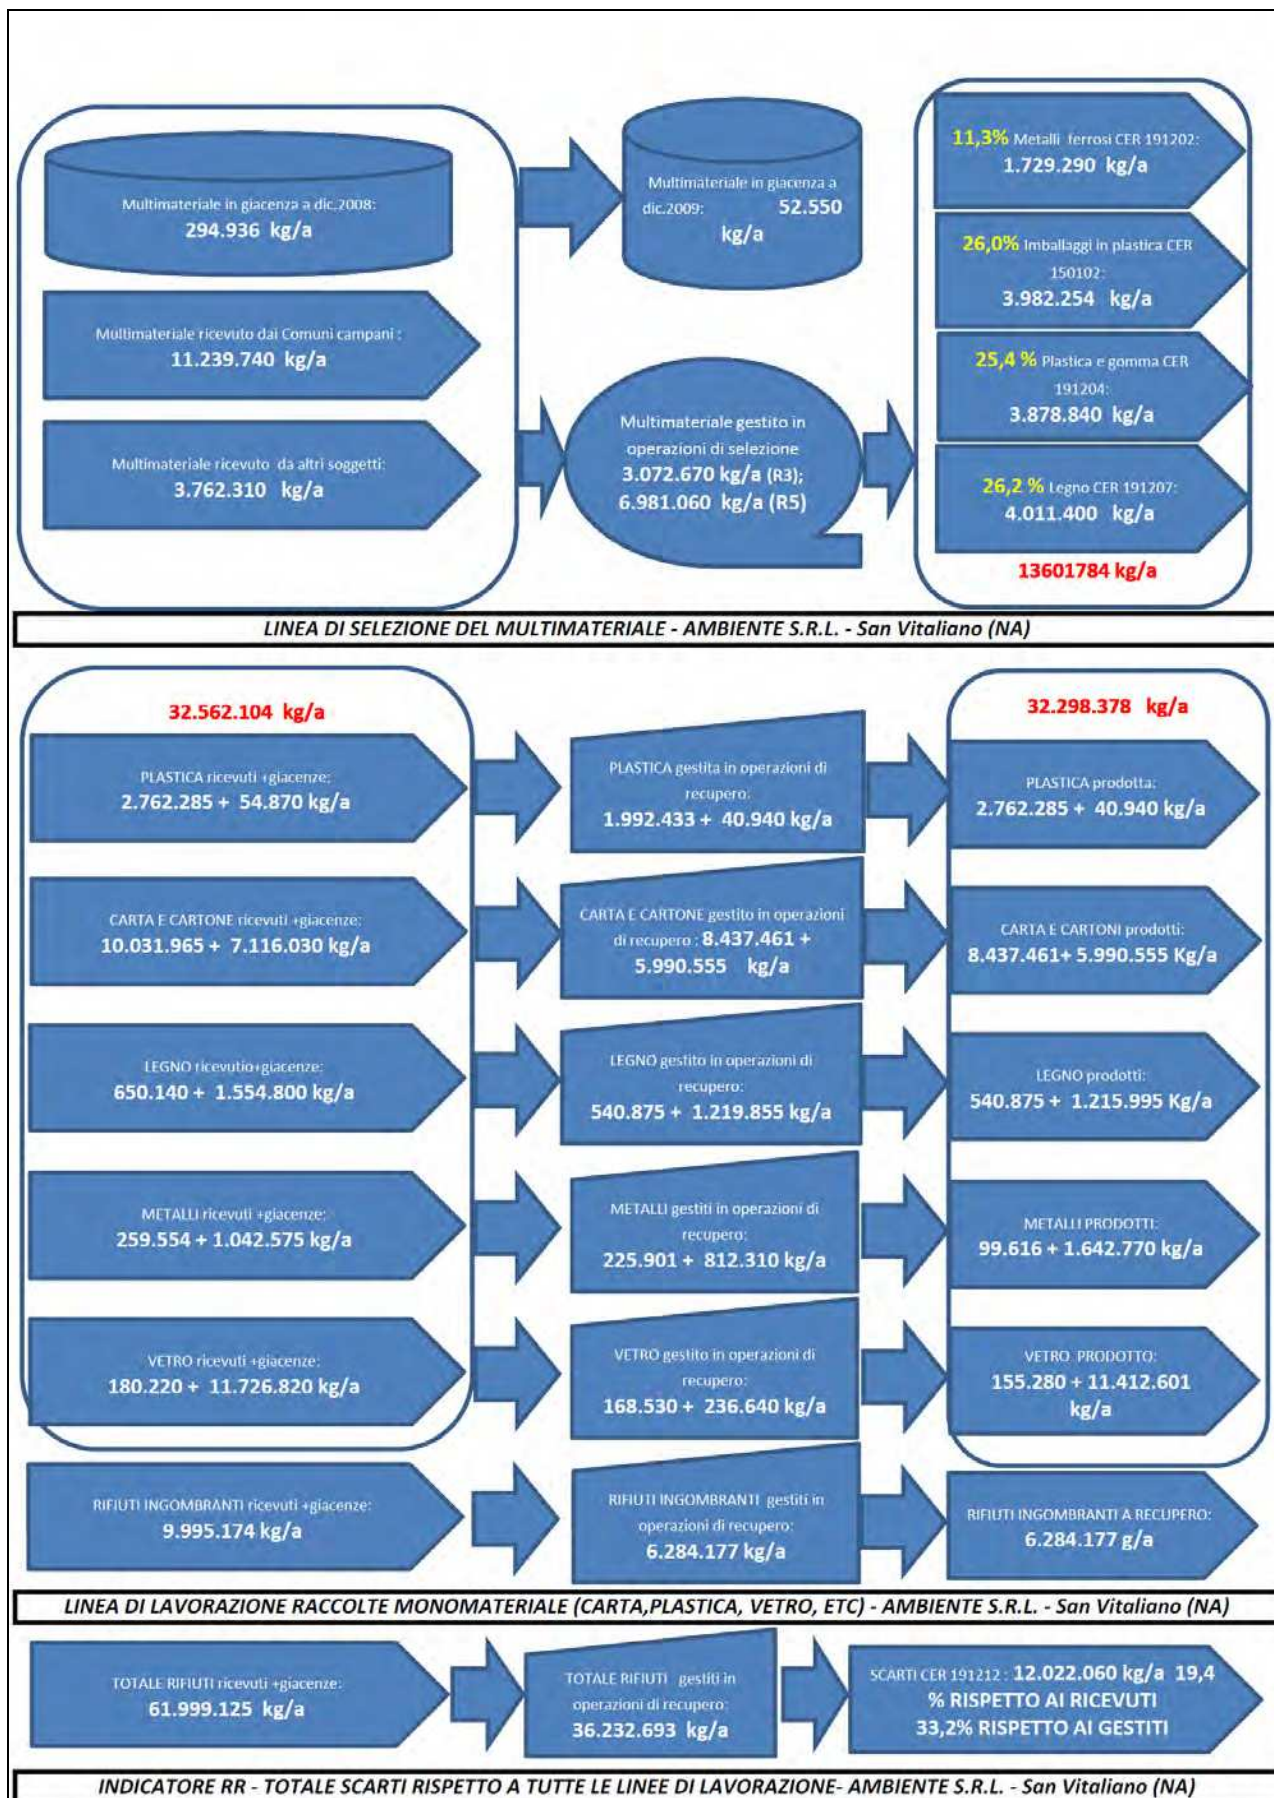 Multimateriale in giacenza a dic.2008:
294.936 kg/a
Multimateriale ricevuto dai Comuni campani :
11.239.740 kg/a
Multimateriale ricevuto da altri soggetti:
3.762.310 kg/a
Multimateriale in giacenza a
dic.2009: 52.550
kg/a
Multimateriale gestito in
operazioni di selezione
3.072.670 kg/a (R3);
6.981.060 kg/a (R5)
11,3% Metalli ferrosi CER 191202:
1.729.290 kg/a
26,0% Imballaggi in plastica CER
150102:
3.982.254 kg/a
25,4 % Plastica e gomma CER
191204:
3.878.840 kg/a
26,2 % Legno CER 191207:
4.011.400 kg/a
13601784 kg/a
LINEA DI SELEZIONE DEL MULTIMATERIALE - AMBIENTE S.R.L. - San Vitaliano (NA)
32.562.104 kg/a
32.298.378 kg/a
PLASTICA ricevuti +giacenze:
2.762.285 + 54.870 kg/a
PLASTICA gestita in operazioni di
recupero:
1.992.433 + 40.940 kg/a
PLASTICA prodotta:
2.762.285 + 40.940 kg/a
CARTA E CARTONE ricevuti +giacenze:
10.031.965 + 7.116.030 kg/a
CARTA E CARTONE gestito in operazioni
di recupero : 8.437.461 +
5.990.555 kg/a
CARTA E CARTONI prodotti:
8.437.461+ 5.990.555 Kg/a
LEGNO ricevutio+giacenze:
650.140 + 1.554.800 kg/a
LEGNO gestito in operazioni di
recupero:
540.875 + 1.219.855 kg/a
LEGNO prodotti:
540.875 + 1.215.995 Kg/a
METALLI ricevuti +giacenze:
259.554 + 1.042.575 kg/a
METALLI gestiti in operazioni di
recupero:
225.901 + 812.310 kg/a
METALLI PRODOTTI:
99.616 + 1.642.770 kg/a
VETRO ricevuti +giacenze:
180.220 + 11.726.820 kg/a
VETRO gestito in operazioni di
recupero:
168.530 + 236.640 kg/a
VETRO PRODOTTO:
155.280 + 11.412.601
kg/a
RIFIUTI INGOMBRANTI ricevuti +giacenze:
9.995.174 kg/a
RIFIUTI INGOMBRANTI gestiti in
operazioni di recupero:
6.284.177 kg/a
RIFIUTI INGOMBRANTI A RECUPERO:
6.284.177 g/a
LINEA DI LAVORAZIONE RACCOLTE MONOMATERIALE (CARTA,PLASTICA, VETRO, ETC) - AMBIENTE S.R.L. - San Vitaliano (NA)
TOTALE RIFIUTI ricevuti +giacenze:
61.999.125 kg/a
TOTALE RIFIUTI gestiti in
operazioni di recupero:
36.232.693 kg/a
SCARTI CER 191212 : 12.022.060 kg/a 19,4
% RISPETTO AI RICEVUTI
33,2% RISPETTO AI GESTITI
INDICATORE RR - TOTALE SCARTI RISPETTO A TUTTE LE LINEE DI LAVORAZIONE- AMBIENTE S.R.L. - San Vitaliano (NA)